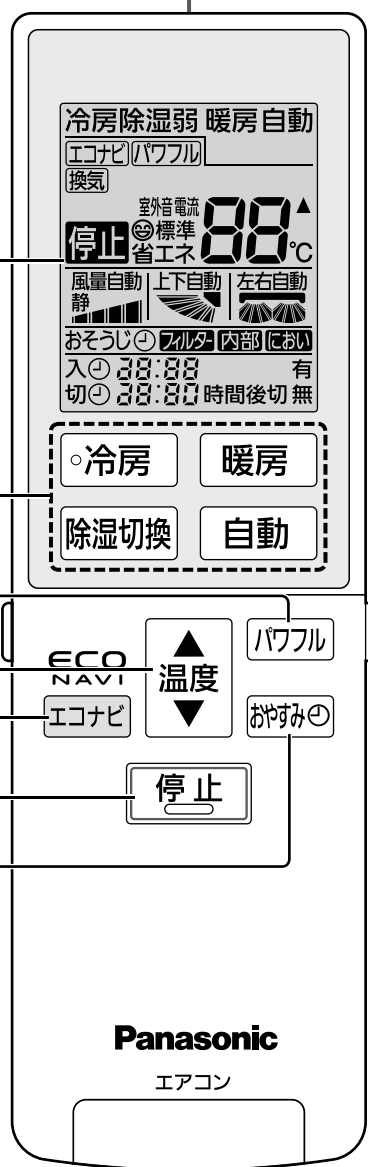 冷房除湿弱 暖房自動
エコナビ パワフル
換気
室外音電流
停止 標準 88▲
省エネ ℃
風量自動 上下自動 左右自動
静
おそうじ フィルター 内部 におい
入 28:88 有
切 28:80 時間後切 無
冷房 暖房
除湿切換 自動
パワフル
ECO
NAVI
▲
温度
▼
エコナビ おやすみ
停止
Panasonic
エアコン